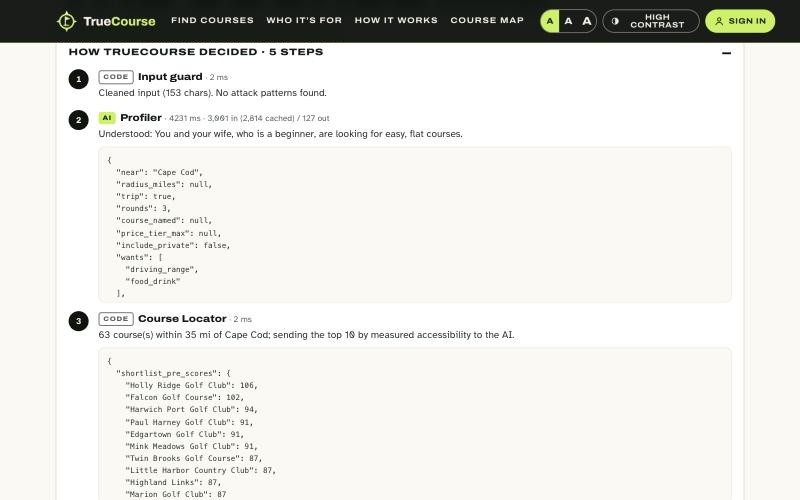 TrueCourse FIND COURSES WHO IT'S FOR HOW IT WORKS COURSE MAP A A A HIGH CONTRAST SIGN IN
HOW TRUECOURSE DECIDED · 5 STEPS −
1 CODE Input guard · 2 ms
Cleaned input (153 chars). No attack patterns found.
2 AI Profiler · 4231 ms · 3,061 in (2,814 cached) / 127 out
Understood: You and your wife, who is a beginner, are looking for easy, flat courses.
{
"near": "Cape Cod",
"radius_miles": null,
"trip": true,
"rounds": 3,
"course_named": null,
"price_tier_max": null,
"include_private": false,
"wants": [
"driving_range",
"food_drink"
],
3 CODE Course Locator · 2 ms
63 course(s) within 35 mi of Cape Cod; sending the top 10 by measured accessibility to the AI.
{
"shortlist_pre_scores": {
"Holly Ridge Golf Club": 106,
"Falcon Golf Course": 102,
"Harwich Port Golf Club": 94,
"Paul Harney Golf Club": 91,
"Edgartown Golf Club": 91,
"Mink Meadows Golf Club": 91,
"Twin Brooks Golf Course": 87,
"Little Harbor Country Club": 87,
"Highland Links": 87,
"Marion Golf Club": 87